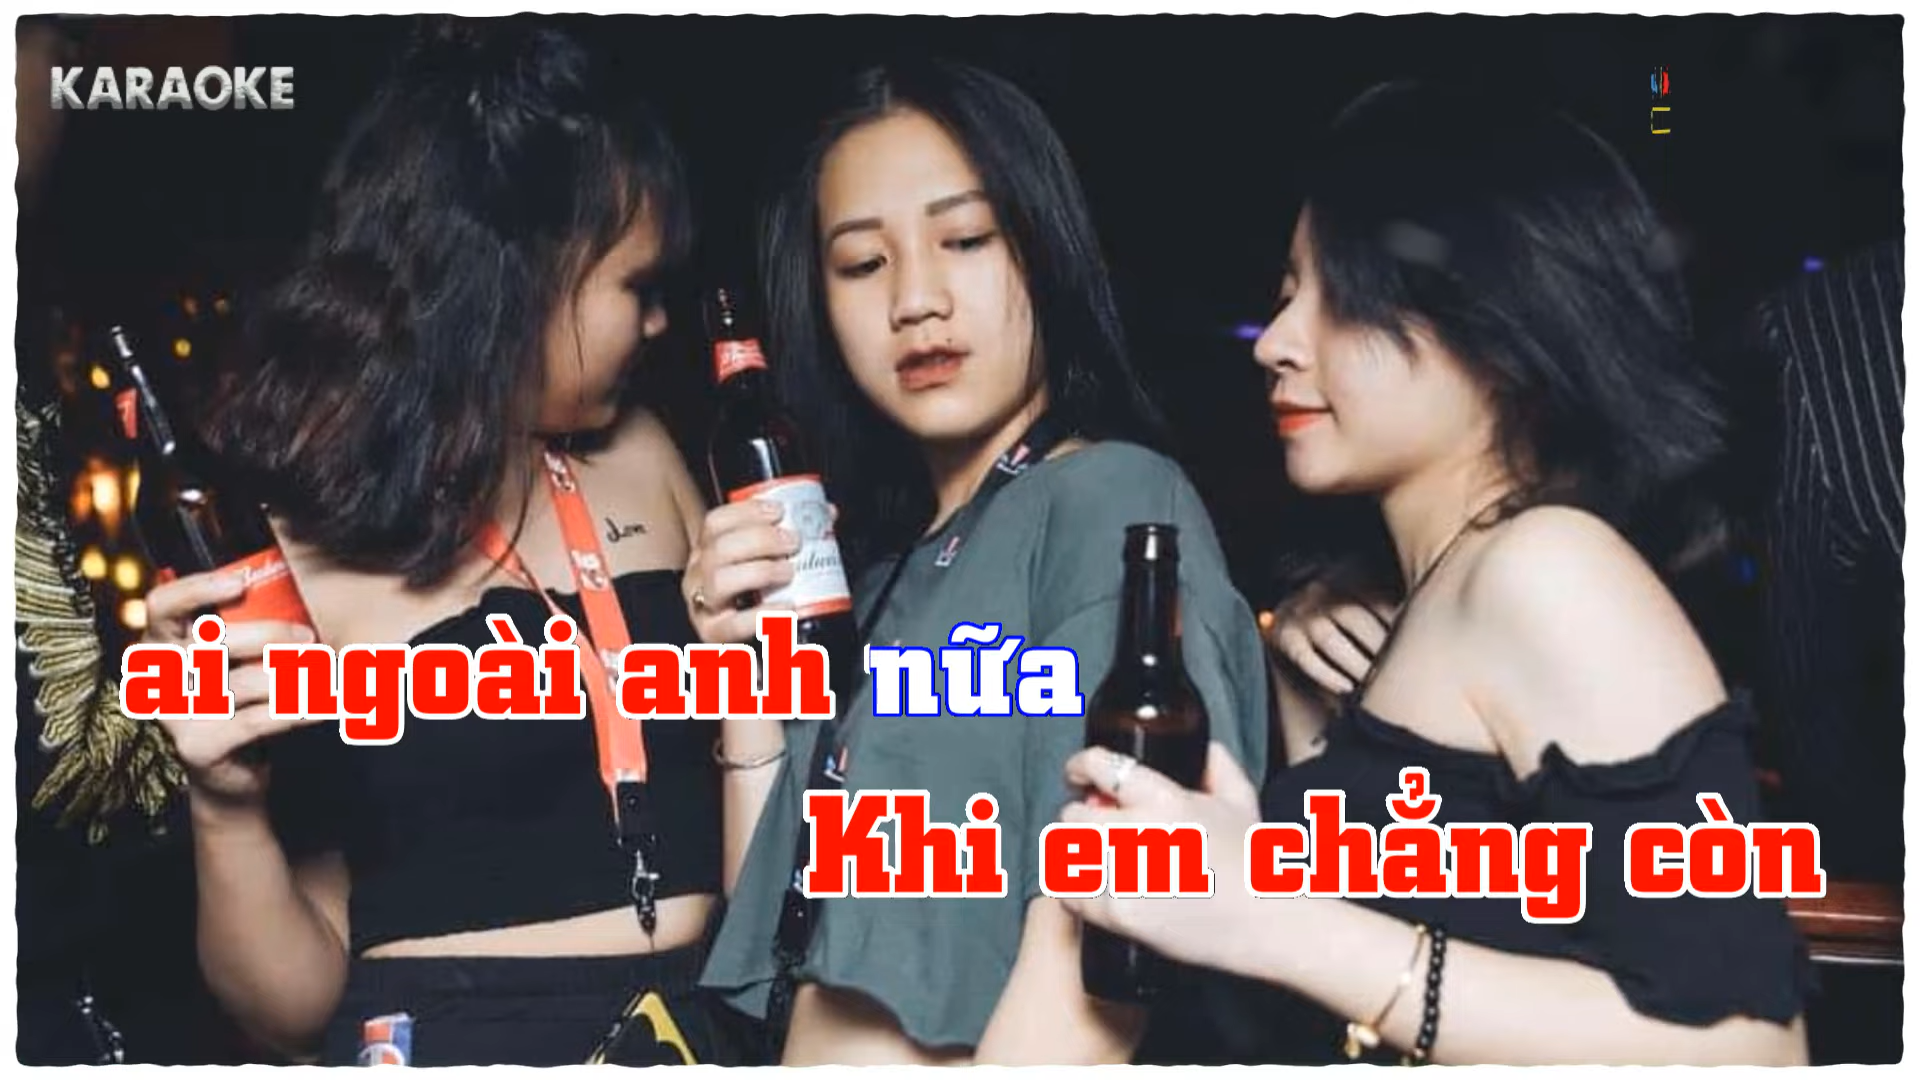 KARAOKE
ai ngoài anh nữa
Khi em chẳng còn